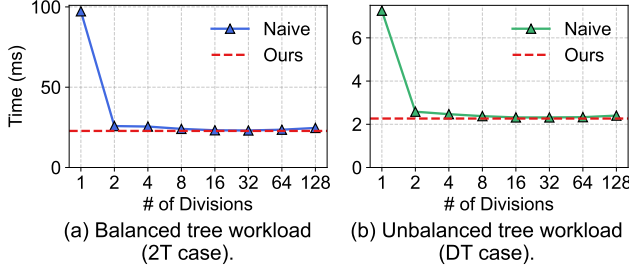 100
50
0
Time (ms)
Naive
Ours
1 2 4 8 16 32 64 128
# of Divisions
(a) Balanced tree workload
(2T case).
6
4
2
0
Naive
Ours
1 2 4 8 16 32 64 128
# of Divisions
(b) Unbalanced tree workload
(DT case).